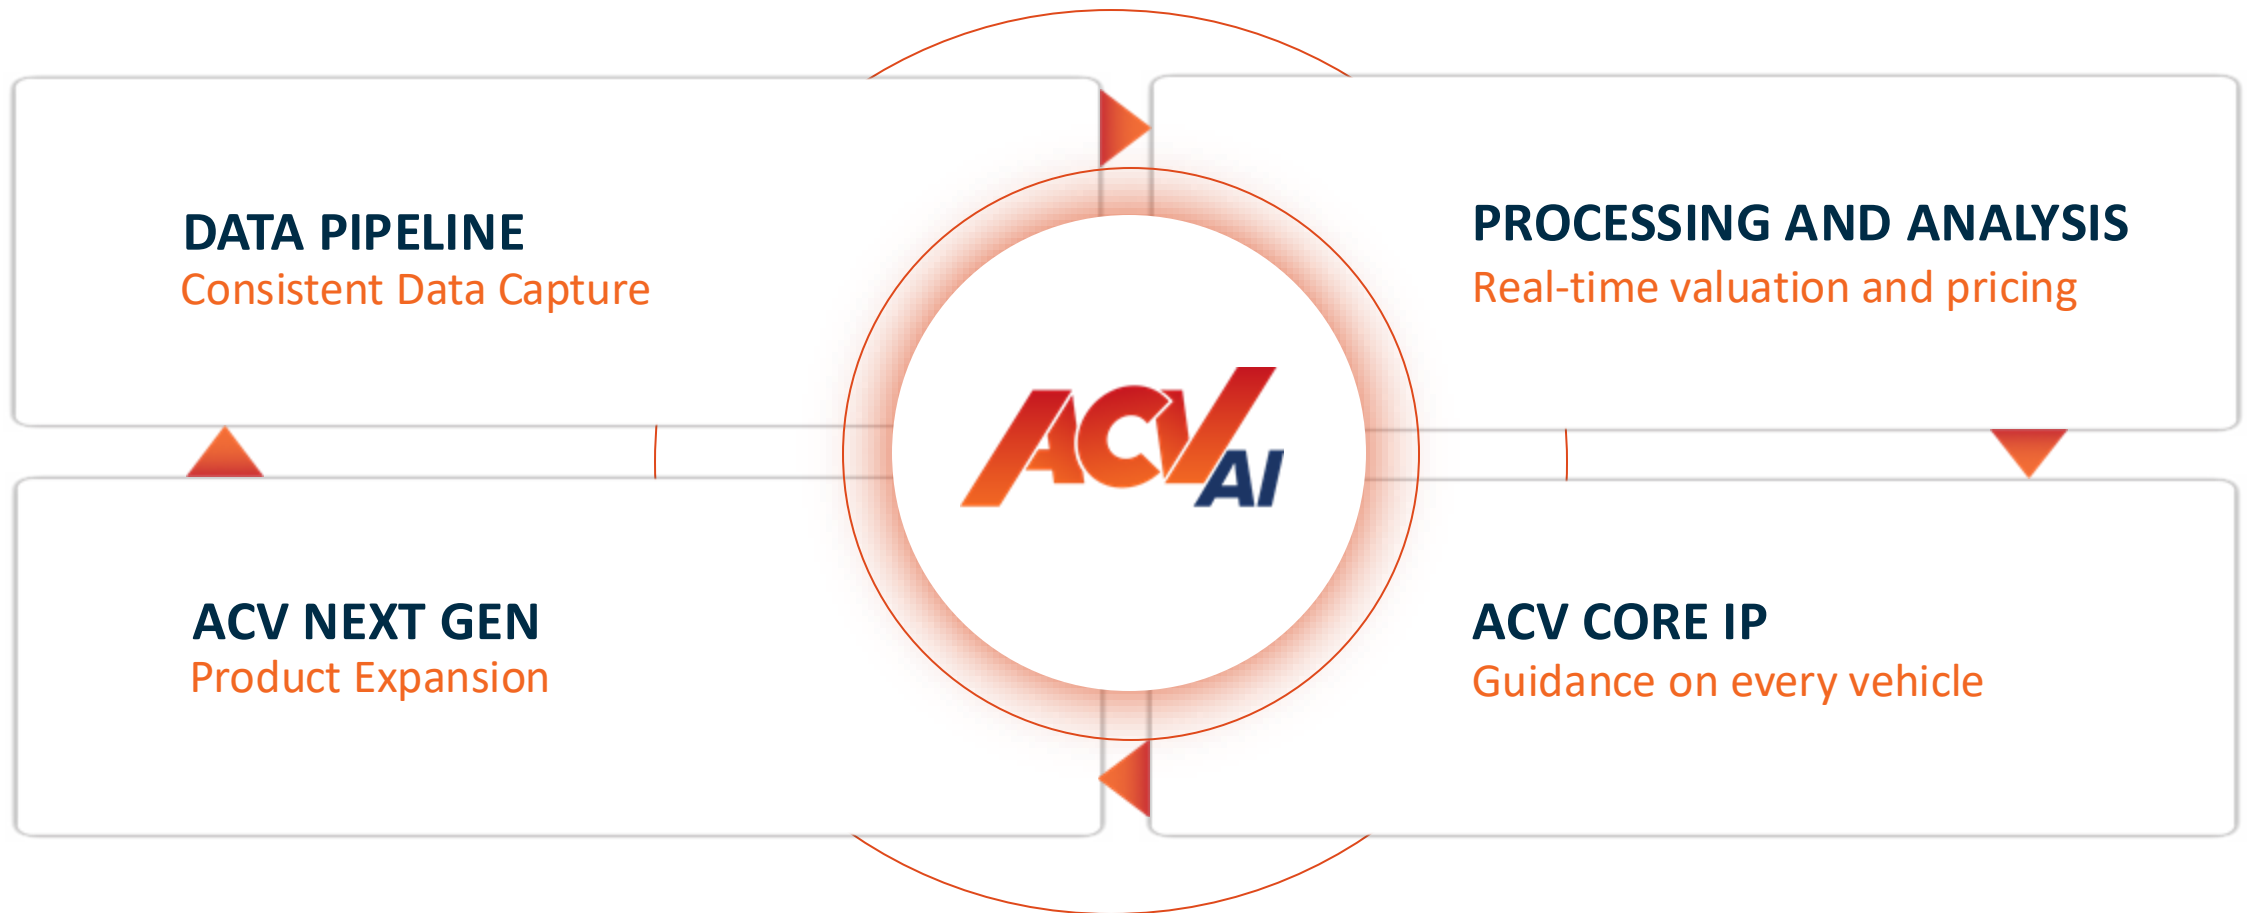 DATA PIPELINE
Consistent Data Capture
PROCESSING AND ANALYSIS
Real-time valuation and pricing
ACV AI
ACV NEXT GEN
Product Expansion
ACV CORE IP
Guidance on every vehicle